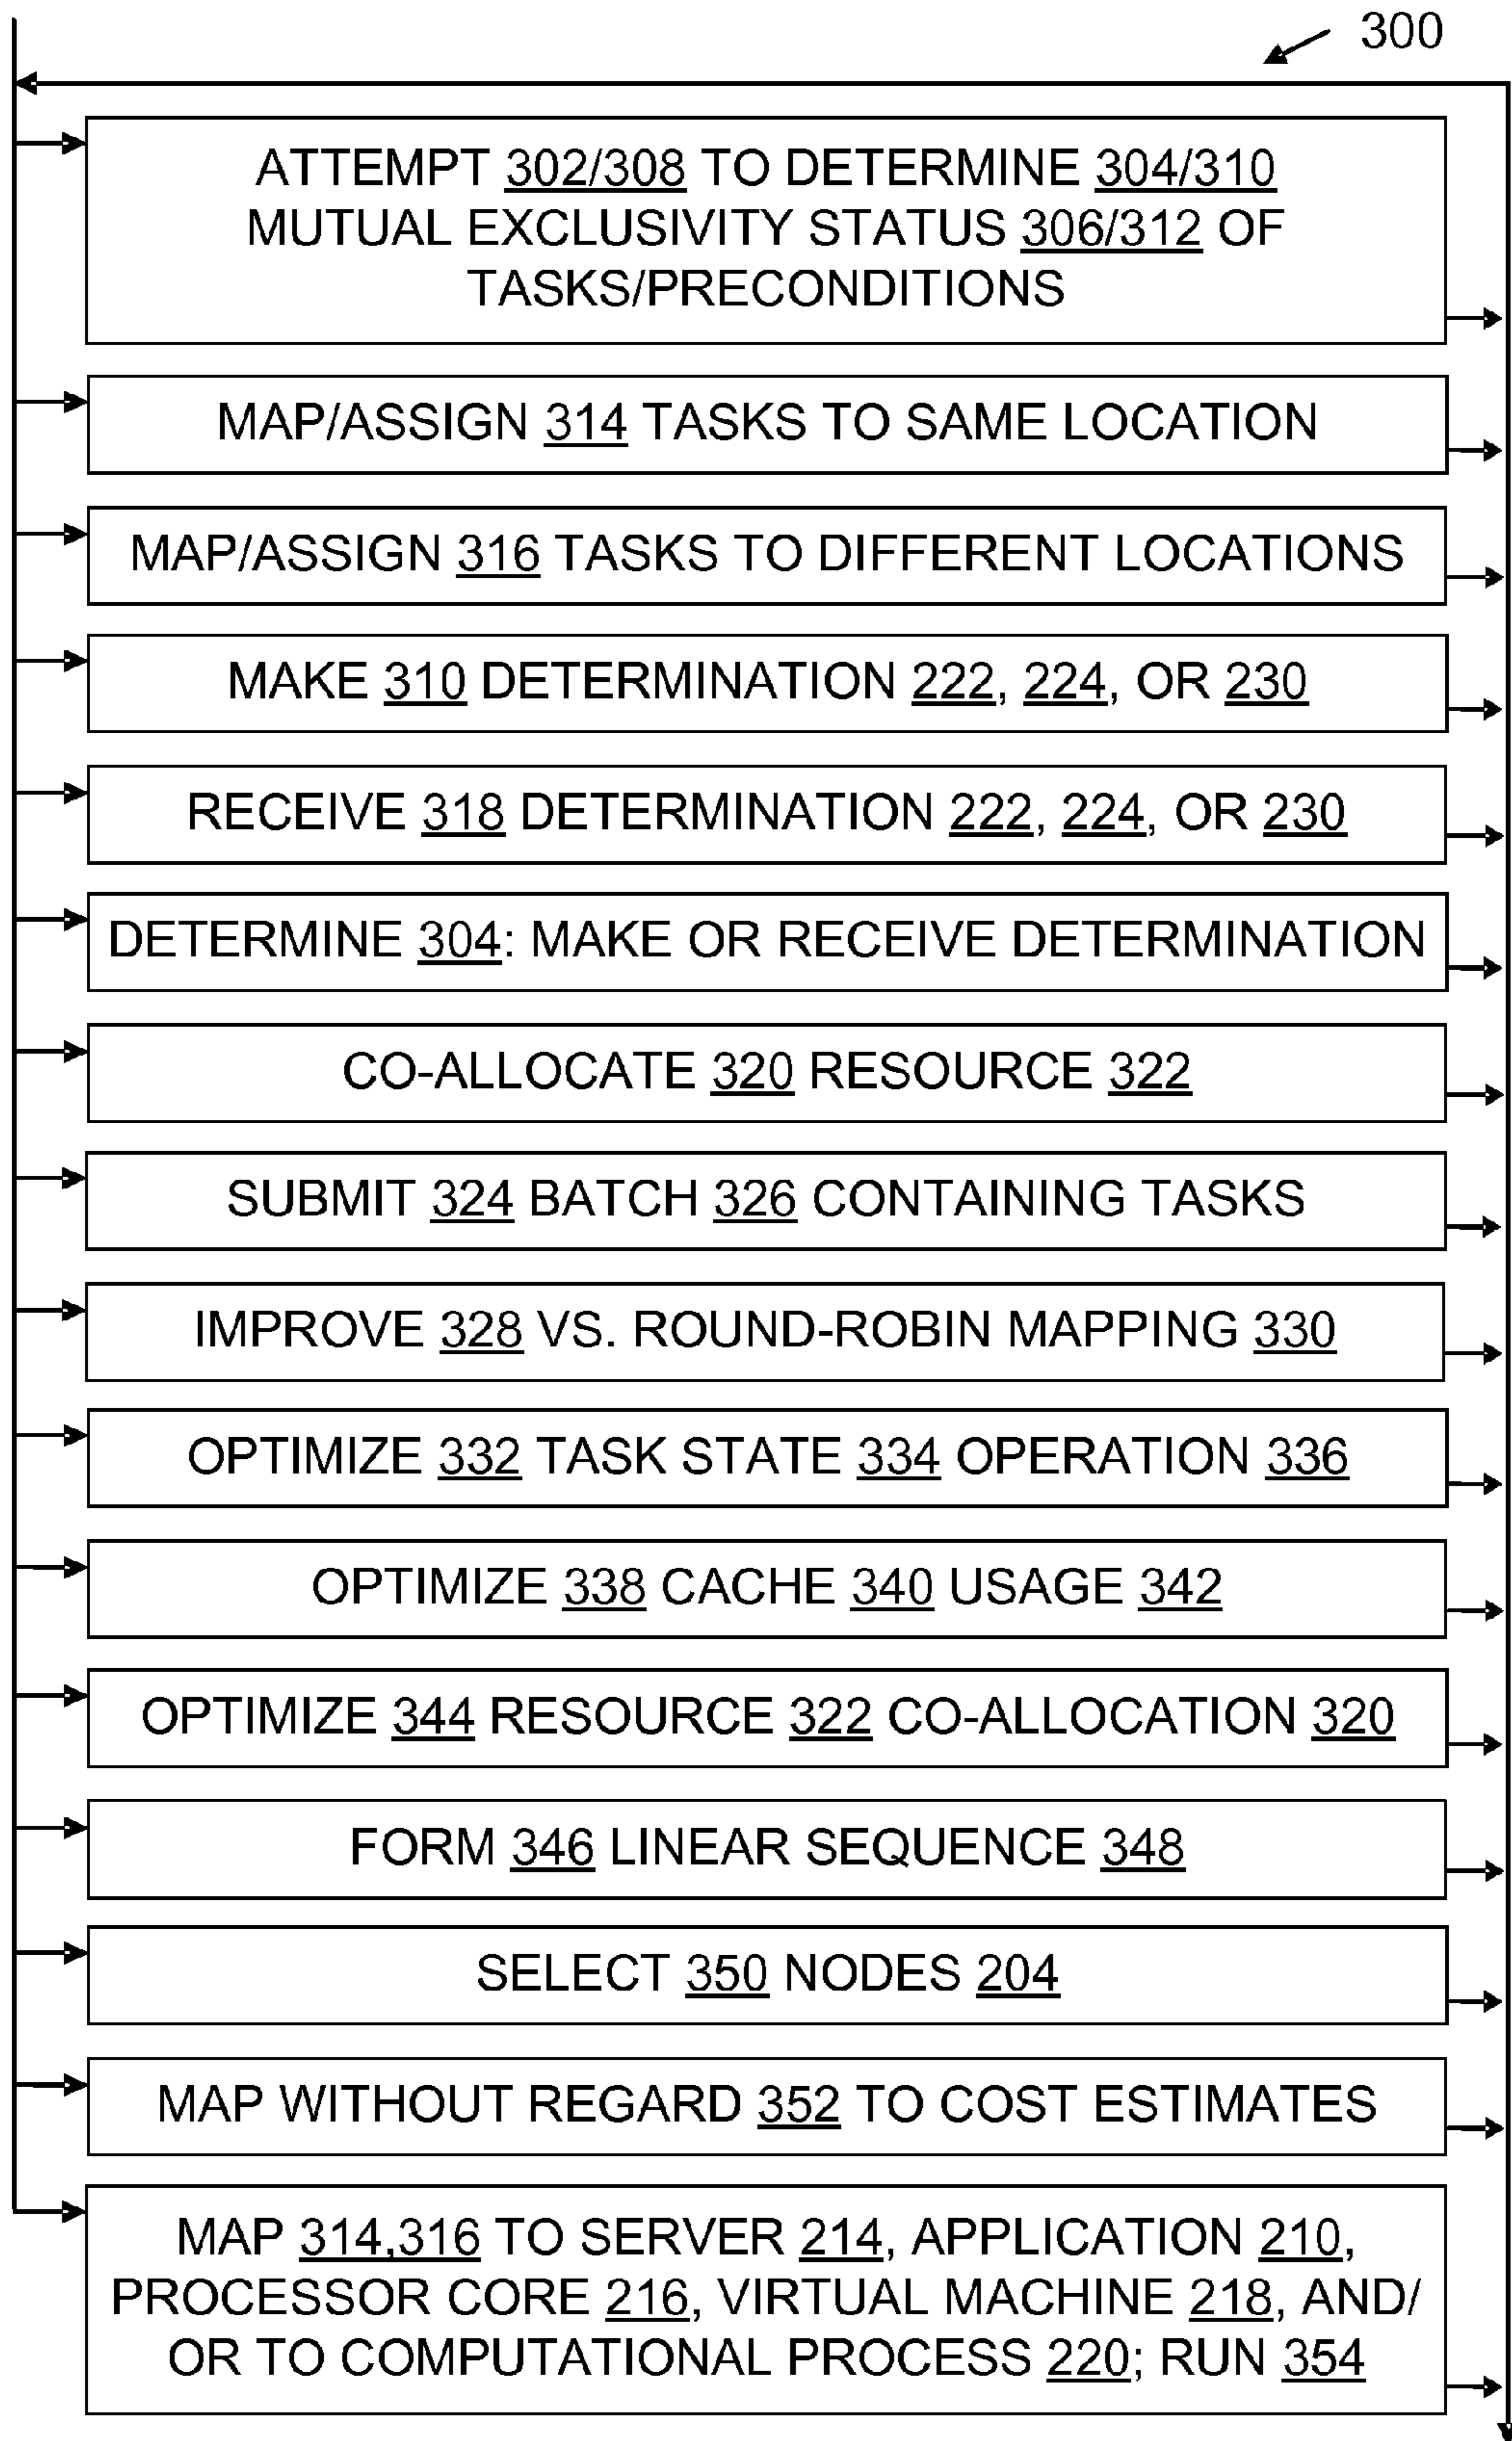 300
ATTEMPT 302/308 TO DETERMINE 304/310
MUTUAL EXCLUSIVITY STATUS 306/312 OF
TASKS/PRECONDITIONS
MAP/ASSIGN 314 TASKS TO SAME LOCATION
MAP/ASSIGN 316 TASKS TO DIFFERENT LOCATIONS
MAKE 310 DETERMINATION 222, 224, OR 230
RECEIVE 318 DETERMINATION 222, 224, OR 230
DETERMINE 304: MAKE OR RECEIVE DETERMINATION
CO-ALLOCATE 320 RESOURCE 322
SUBMIT 324 BATCH 326 CONTAINING TASKS
IMPROVE 328 VS. ROUND-ROBIN MAPPING 330
OPTIMIZE 332 TASK STATE 334 OPERATION 336
OPTIMIZE 338 CACHE 340 USAGE 342
OPTIMIZE 344 RESOURCE 322 CO-ALLOCATION 320
FORM 346 LINEAR SEQUENCE 348
SELECT 350 NODES 204
MAP WITHOUT REGARD 352 TO COST ESTIMATES
MAP 314,316 TO SERVER 214, APPLICATION 210,
PROCESSOR CORE 216, VIRTUAL MACHINE 218, AND/
OR TO COMPUTATIONAL PROCESS 220; RUN 354